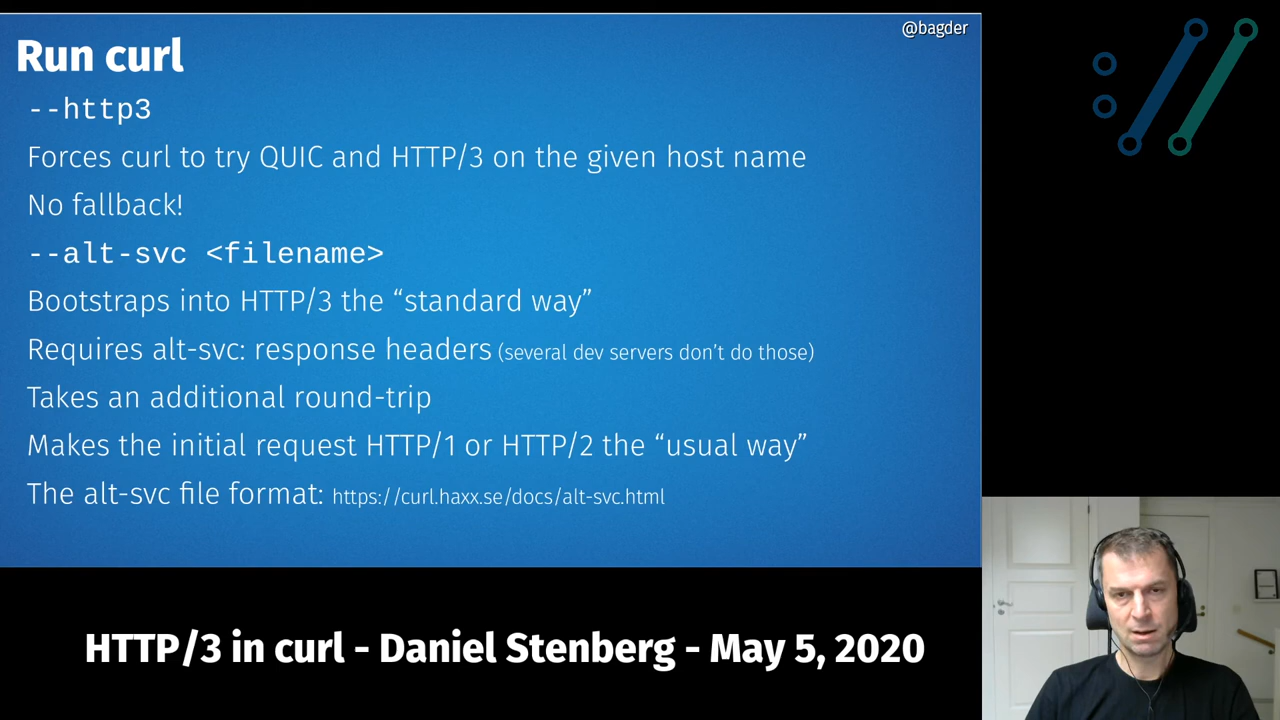 @bagder
Run curl
--http3
Forces curl to try QUIC and HTTP/3 on the given host name
No fallback!
--alt-svc <filename>
Bootstraps into HTTP/3 the “standard way”
Requires alt-svc: response headers (several dev servers don’t do those)
Takes an additional round-trip
Makes the initial request HTTP/1 or HTTP/2 the “usual way”
The alt-svc file format: https://curl.haxx.se/docs/alt-svc.html
HTTP/3 in curl - Daniel Stenberg - May 5, 2020